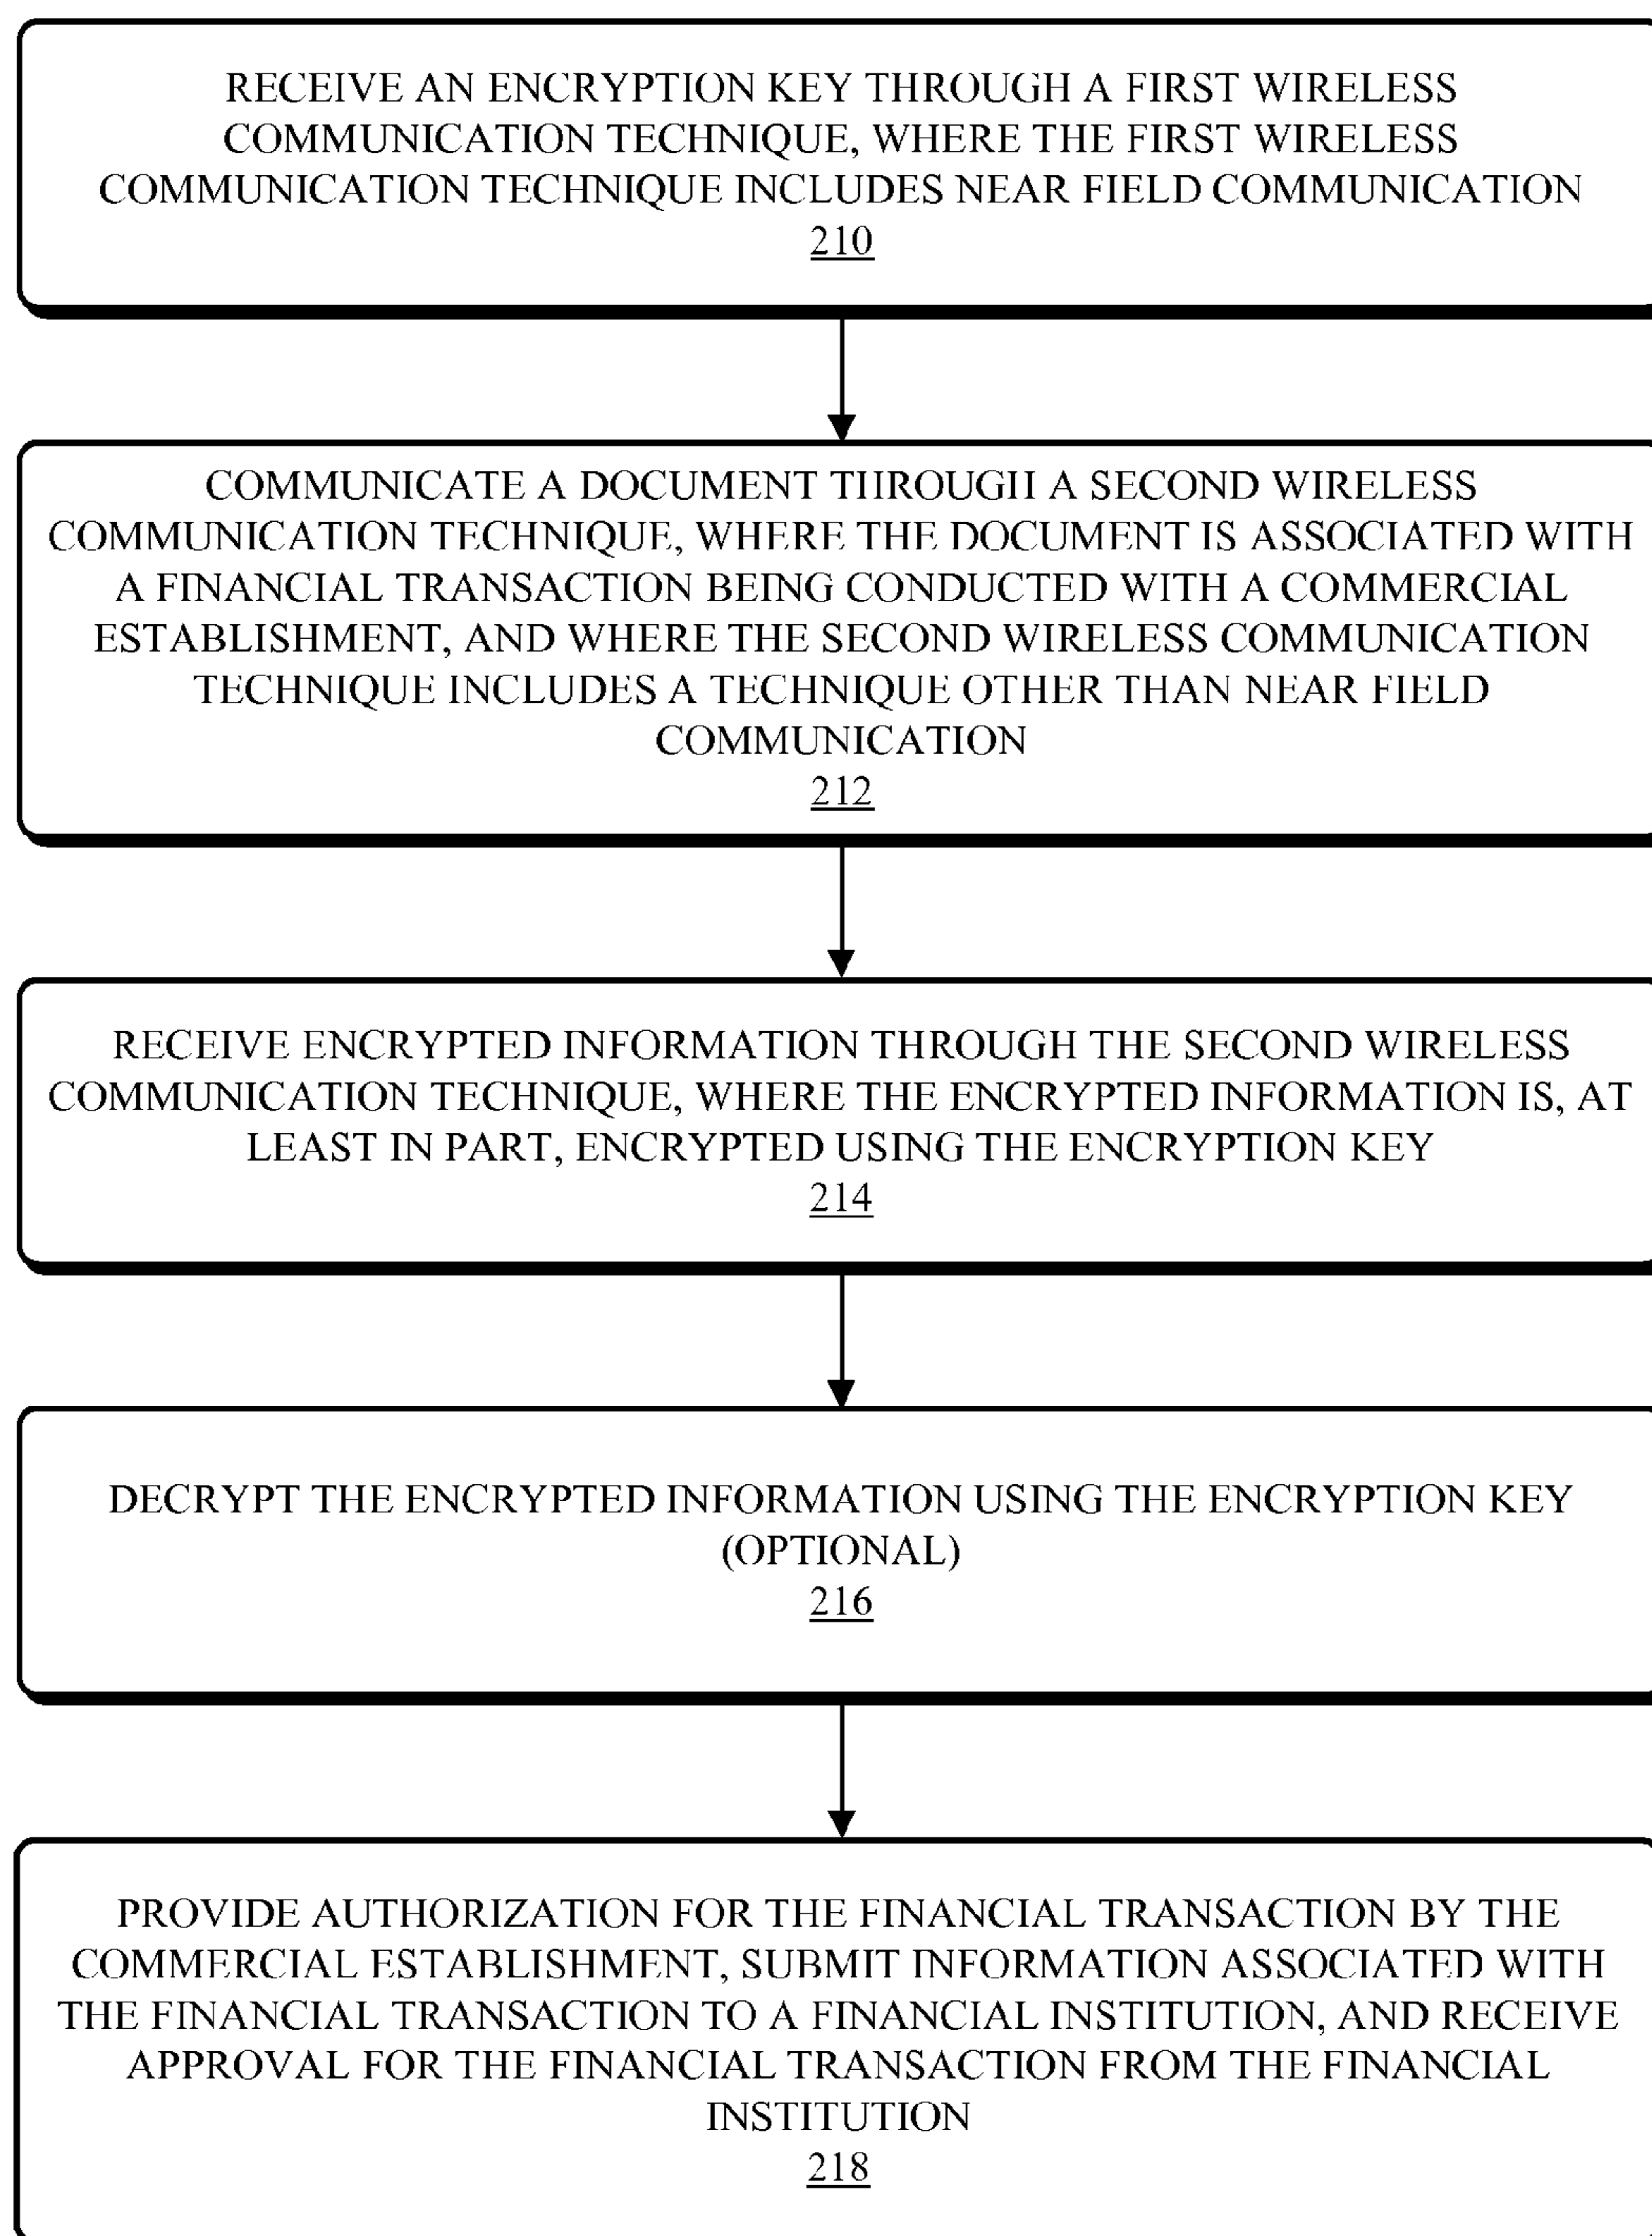 RECEIVE AN ENCRYPTION KEY THROUGH A FIRST WIRELESS
COMMUNICATION TECHNIQUE, WHERE THE FIRST WIRELESS
COMMUNICATION TECHNIQUE INCLUDES NEAR FIELD COMMUNICATION
210
COMMUNICATE A DOCUMENT THROUGH A SECOND WIRELESS
COMMUNICATION TECHNIQUE, WHERE THE DOCUMENT IS ASSOCIATED WITH
A FINANCIAL TRANSACTION BEING CONDUCTED WITH A COMMERCIAL
ESTABLISHMENT, AND WHERE THE SECOND WIRELESS COMMUNICATION
TECHNIQUE INCLUDES A TECHNIQUE OTHER THAN NEAR FIELD
COMMUNICATION
212
RECEIVE ENCRYPTED INFORMATION THROUGH THE SECOND WIRELESS
COMMUNICATION TECHNIQUE, WHERE THE ENCRYPTED INFORMATION IS, AT
LEAST IN PART, ENCRYPTED USING THE ENCRYPTION KEY
214
DECRYPT THE ENCRYPTED INFORMATION USING THE ENCRYPTION KEY
(OPTIONAL)
216
PROVIDE AUTHORIZATION FOR THE FINANCIAL TRANSACTION BY THE
COMMERCIAL ESTABLISHMENT, SUBMIT INFORMATION ASSOCIATED WITH
THE FINANCIAL TRANSACTION TO A FINANCIAL INSTITUTION, AND RECEIVE
APPROVAL FOR THE FINANCIAL TRANSACTION FROM THE FINANCIAL
INSTITUTION
218